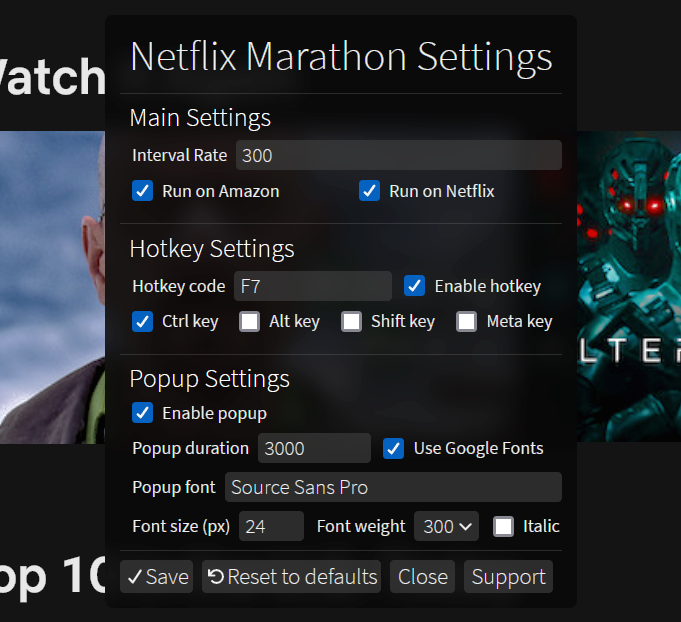 Netflix Marathon Settings
Watch
Main Settings
Interval Rate 300
Run on Amazon Run on Netflix
Hotkey Settings
Hotkey code F7 Enable hotkey
Ctrl key Alt key Shift key Meta key
Popup Settings
Enable popup
Popup duration 3000 Use Google Fonts
Popup font Source Sans Pro
Font size (px) 24 Font weight 300 Italic
Save Reset to defaults Close Support